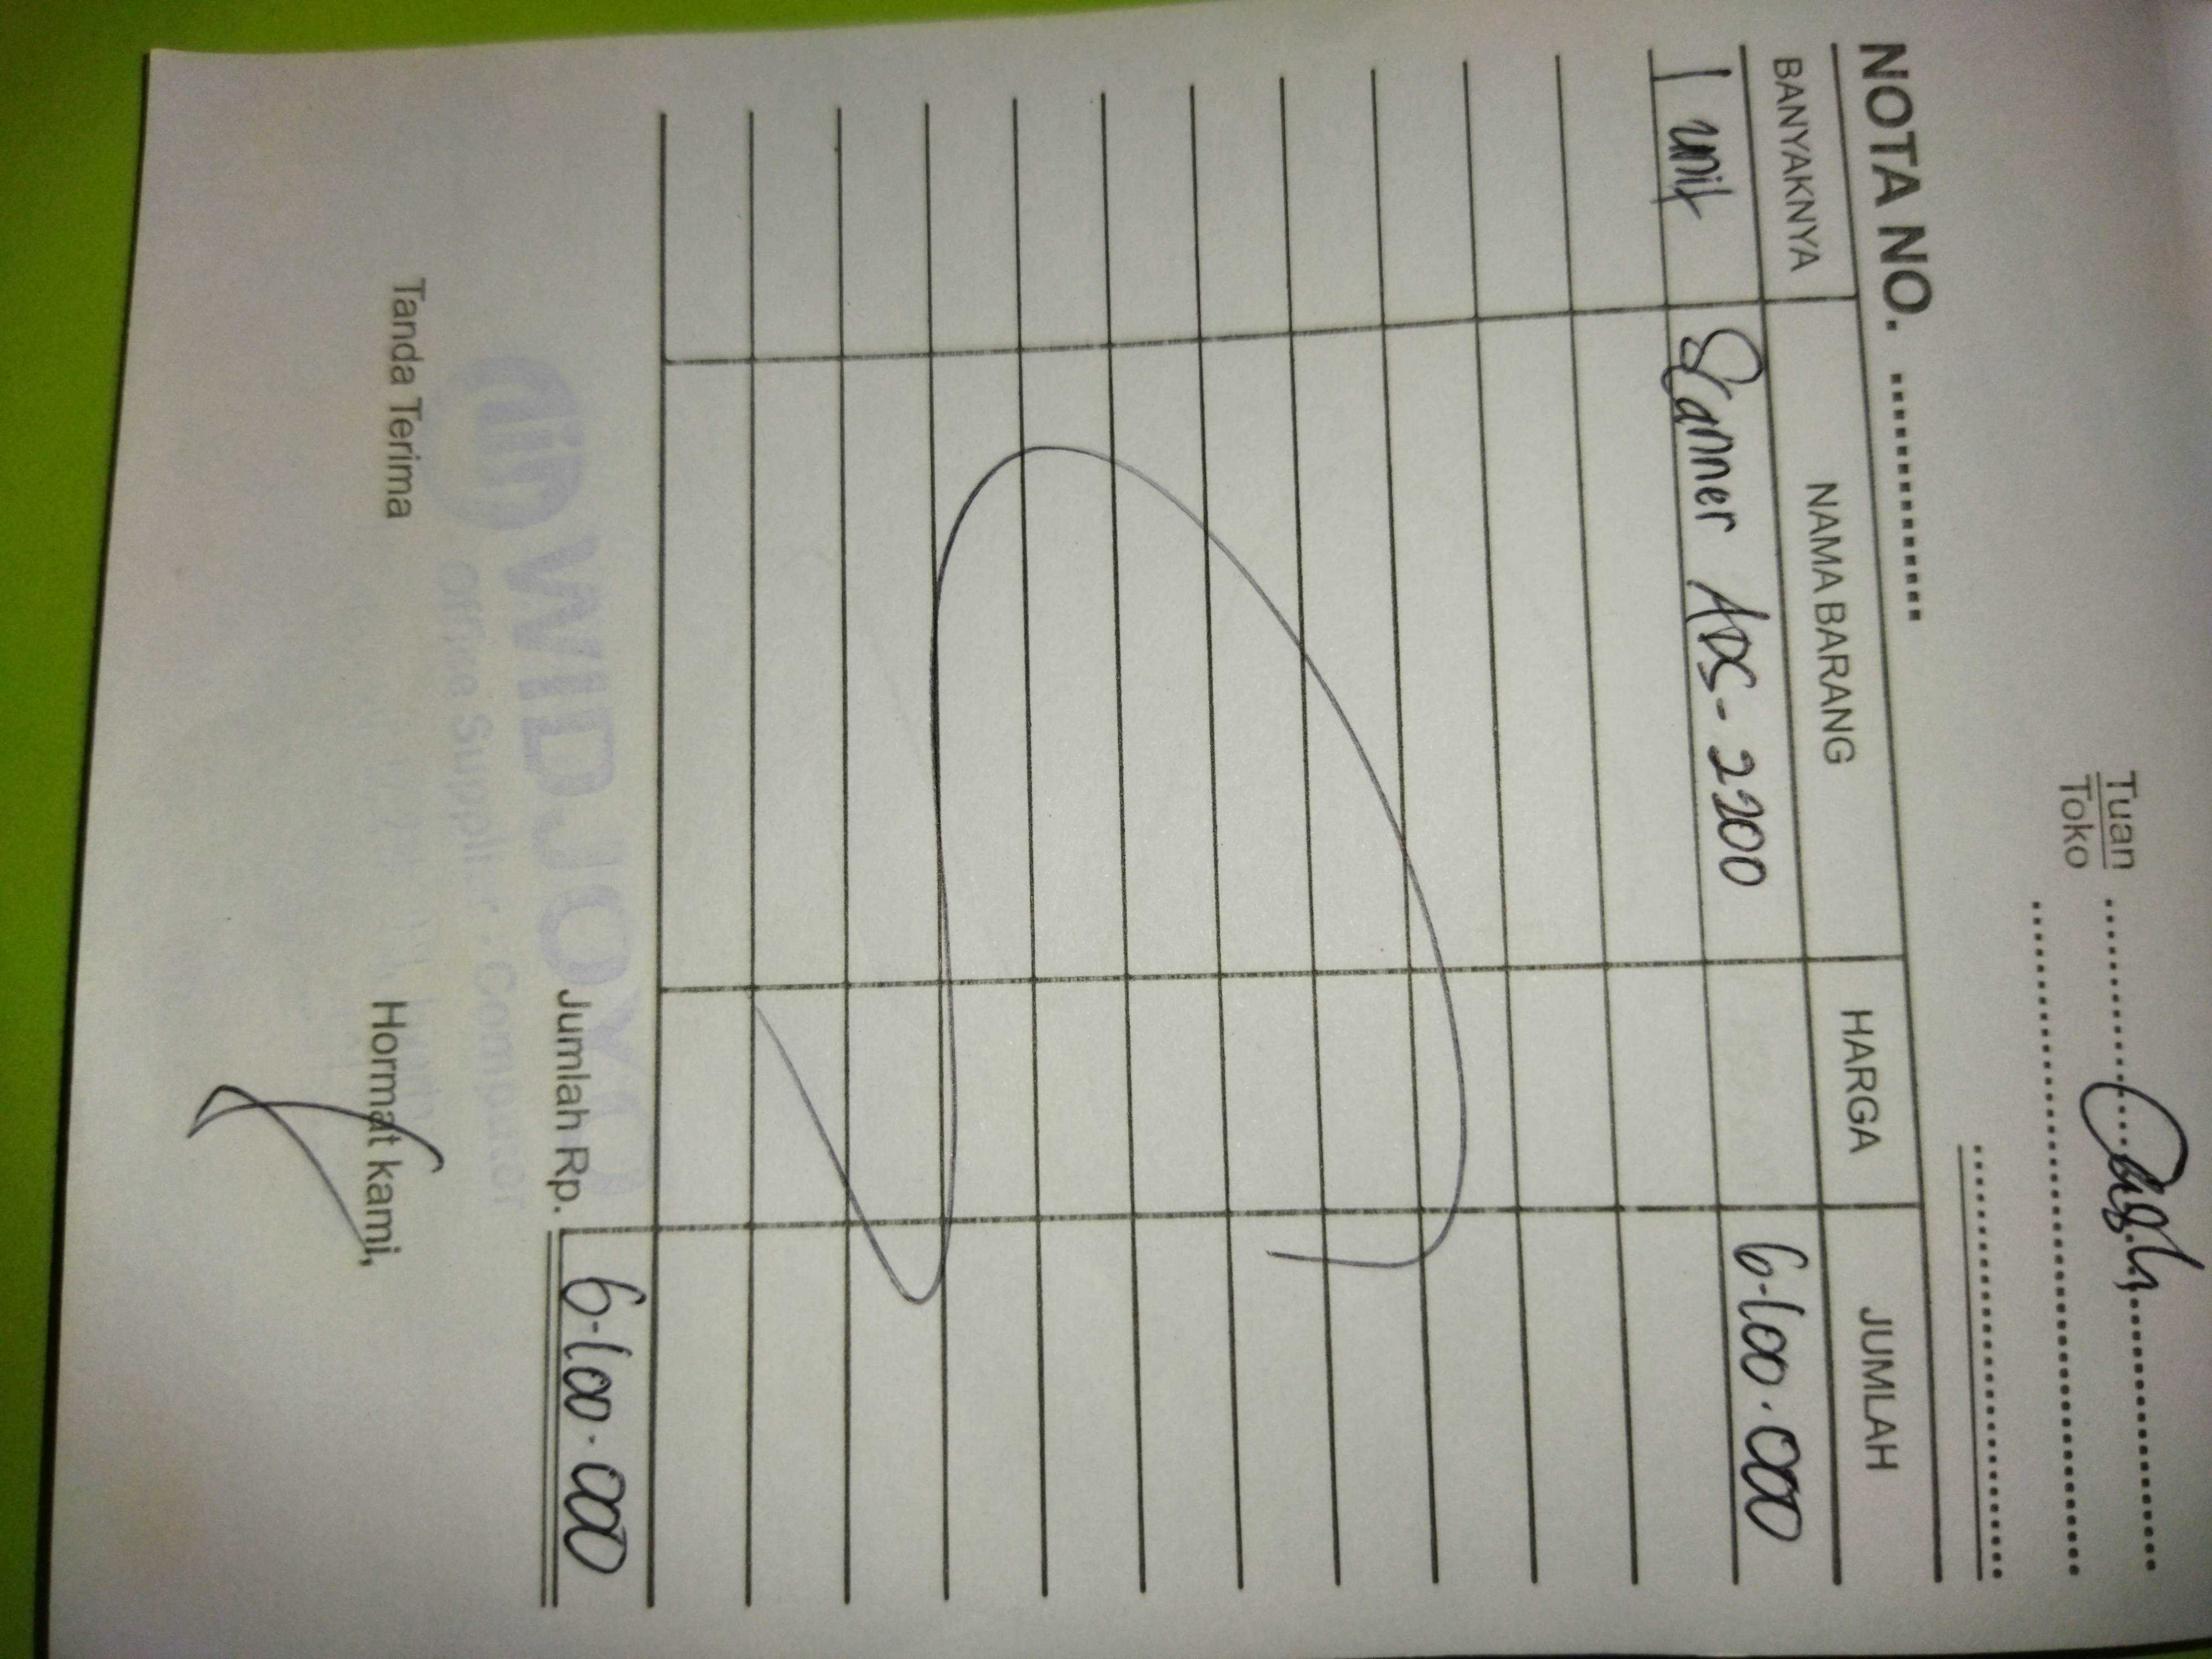 Tuan Cash
Toko
NOTA NO.
BANYAKNYA NAMA BARANG HARGA JUMLAH
1 unit Scanner ADS-2200 6.100.000
Jumlah Rp. 6.100.000
WIDJOYO
Office Supplier Computer
Tanda Terima Hormat kami,